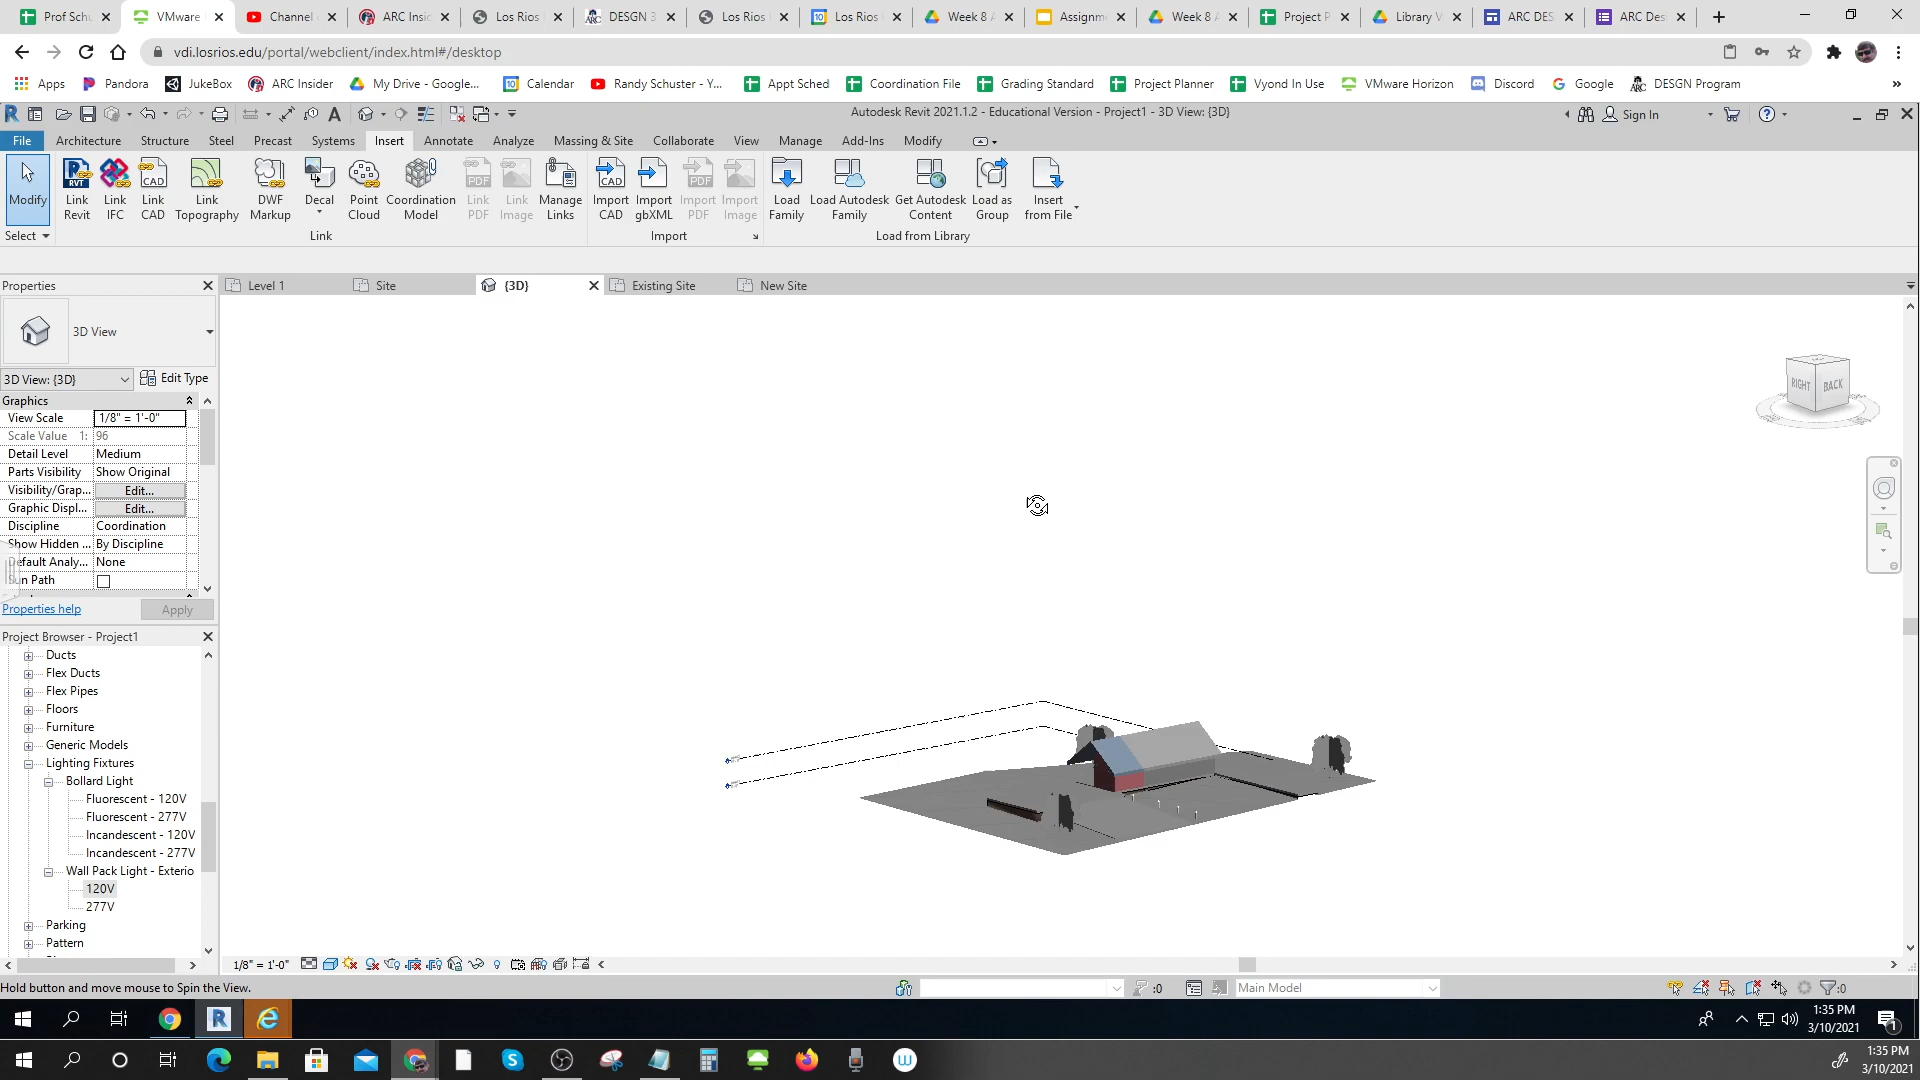 Prof Schu
VMware
Channel c
ARC Insid
Los Rios
DESGN 3
Los Rios
Los Rios
Week 8 A
Assignme
Week 8 A
Project P
Library V
ARC DES
ARC Des
vdi.losrios.edu/portal/webclient/index.html#/desktop
Apps
Pandora
JukeBox
ARC Insider
My Drive - Google...
Calendar
Randy Schuster - Y...
Appt Sched
Coordination File
Grading Standard
Project Planner
Vyond In Use
VMware Horizon
Discord
Google
DESGN Program
Autodesk Revit 2021.1.2 - Educational Version - Project1 - 3D View: {3D}
Sign In
File
Architecture
Structure
Steel
Precast
Systems
Insert
Annotate
Analyze
Massing & Site
Collaborate
View
Manage
Add-Ins
Modify
Modify
Link Revit
Link IFC
Link CAD
Link Topography
DWF Markup
Decal
Point Cloud
Coordination Model
Link PDF
Link Image
Manage Links
Import CAD
Import gbXML
Import PDF
Import Image
Load Family
Load Autodesk Family
Get Autodesk Content
Load as Group
Insert from File
Select
Link
Import
Load from Library
Properties
Level 1
Site
{3D}
Existing Site
New Site
3D View
3D View: {3D}
Edit Type
Graphics
View Scale 1/8" = 1'-0"
Scale Value 1: 96
Detail Level Medium
Parts Visibility Show Original
Visibility/Grap... Edit...
Graphic Displ... Edit...
Discipline Coordination
Show Hidden ... By Discipline
Default Analy... None
Sun Path
Properties help
Apply
RIGHT
BACK
Project Browser - Project1
Ducts
Flex Ducts
Flex Pipes
Floors
Furniture
Generic Models
Lighting Fixtures
Bollard Light
Fluorescent - 120V
Fluorescent - 277V
Incandescent - 120V
Incandescent - 277V
Wall Pack Light - Exterio
120V
277V
Parking
Pattern
1/8" = 1'-0"
Hold button and move mouse to Spin the View.
:0
Main Model
:0
1:35 PM
3/10/2021
1
1:35 PM
3/10/2021